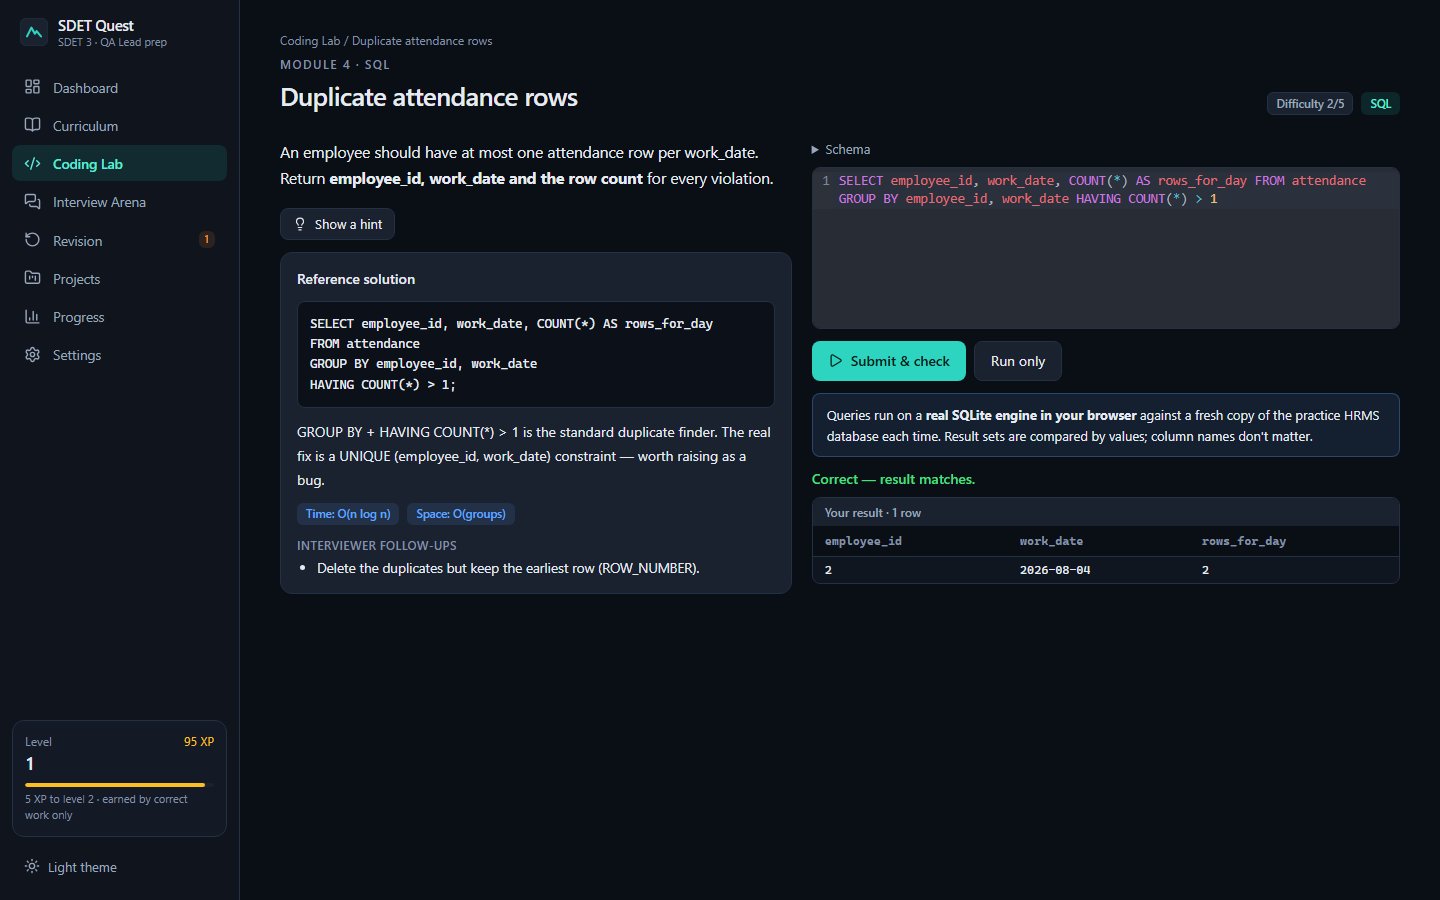 SDET Quest
SDET 3 · QA Lead prep
Dashboard
Curriculum
Coding Lab
Interview Arena
Revision
1
Projects
Progress
Settings
Level
95 XP
1
5 XP to level 2 · earned by correct
work only
Light theme
Coding Lab / Duplicate attendance rows
MODULE 4 · SQL
Duplicate attendance rows
Difficulty 2/5
SQL
An employee should have at most one attendance row per work_date.
Return employee_id, work_date and the row count for every violation.
Show a hint
Reference solution
SELECT employee_id, work_date, COUNT(*) AS rows_for_day
FROM attendance
GROUP BY employee_id, work_date
HAVING COUNT(*) > 1;
GROUP BY + HAVING COUNT(*) > 1 is the standard duplicate finder. The real
fix is a UNIQUE (employee_id, work_date) constraint — worth raising as a
bug.
Time: O(n log n)
Space: O(groups)
INTERVIEWER FOLLOW-UPS
• Delete the duplicates but keep the earliest row (ROW_NUMBER).
Schema
1 SELECT employee_id, work_date, COUNT(*) AS rows_for_day FROM attendance
GROUP BY employee_id, work_date HAVING COUNT(*) > 1
Submit & check
Run only
Queries run on a real SQLite engine in your browser against a fresh copy of the practice HRMS
database each time. Result sets are compared by values; column names don't matter.
Correct — result matches.
Your result · 1 row
employee_id work_date rows_for_day
2 2026-08-04 2